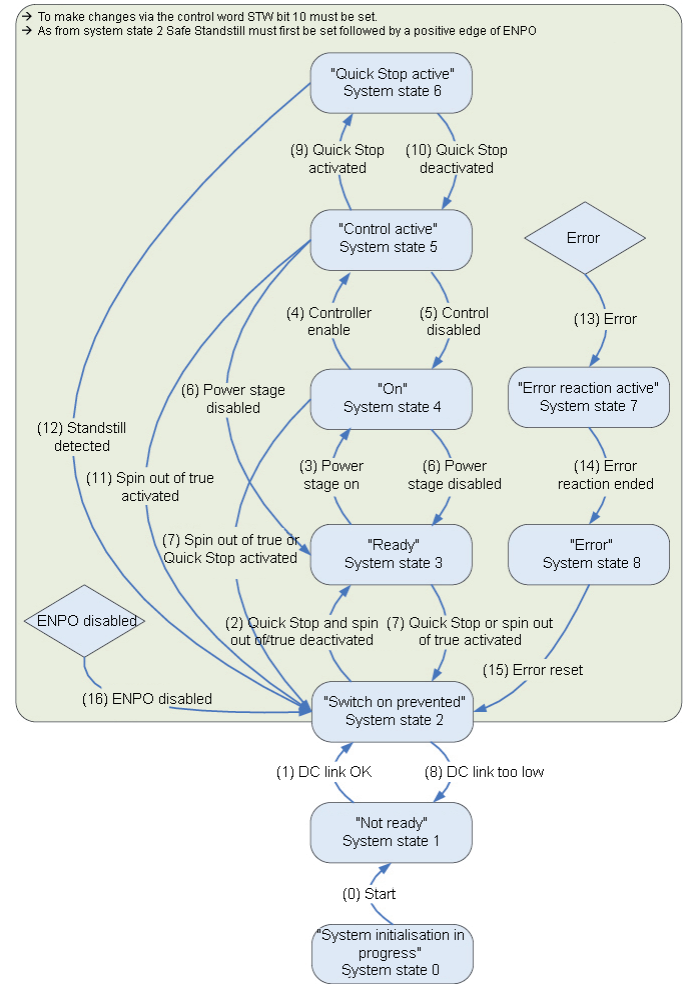 → To make changes via the control word STW bit 10 must be set.
→ As from system state 2 Safe Standstill must first be set followed by a positive edge of ENPO
"Quick Stop active"
System state 6
(9) Quick Stop
activated
(10) Quick Stop
deactivated
"Control active"
System state 5
Error
(4) Controller
enable
(5) Control
disabled
(13) Error
(6) Power stage
disabled
"On"
System state 4
"Error reaction active"
System state 7
(12) Standstill
detected
(11) Spin out of true
activated
(3) Power
stage on
(6) Power
stage disabled
(14) Error
reaction ended
(7) Spin out of true or
Quick Stop activated
"Ready"
System state 3
"Error"
System state 8
ENPO disabled
(2) Quick Stop and spin
out of true deactivated
(7) Quick Stop or spin out
of true activated
(15) Error reset
(16) ENPO disabled
"Switch on prevented"
System state 2
(1) DC link OK
(8) DC link too low
"Not ready"
System state 1
(0) Start
"System initialisation in
progress"
System state 0